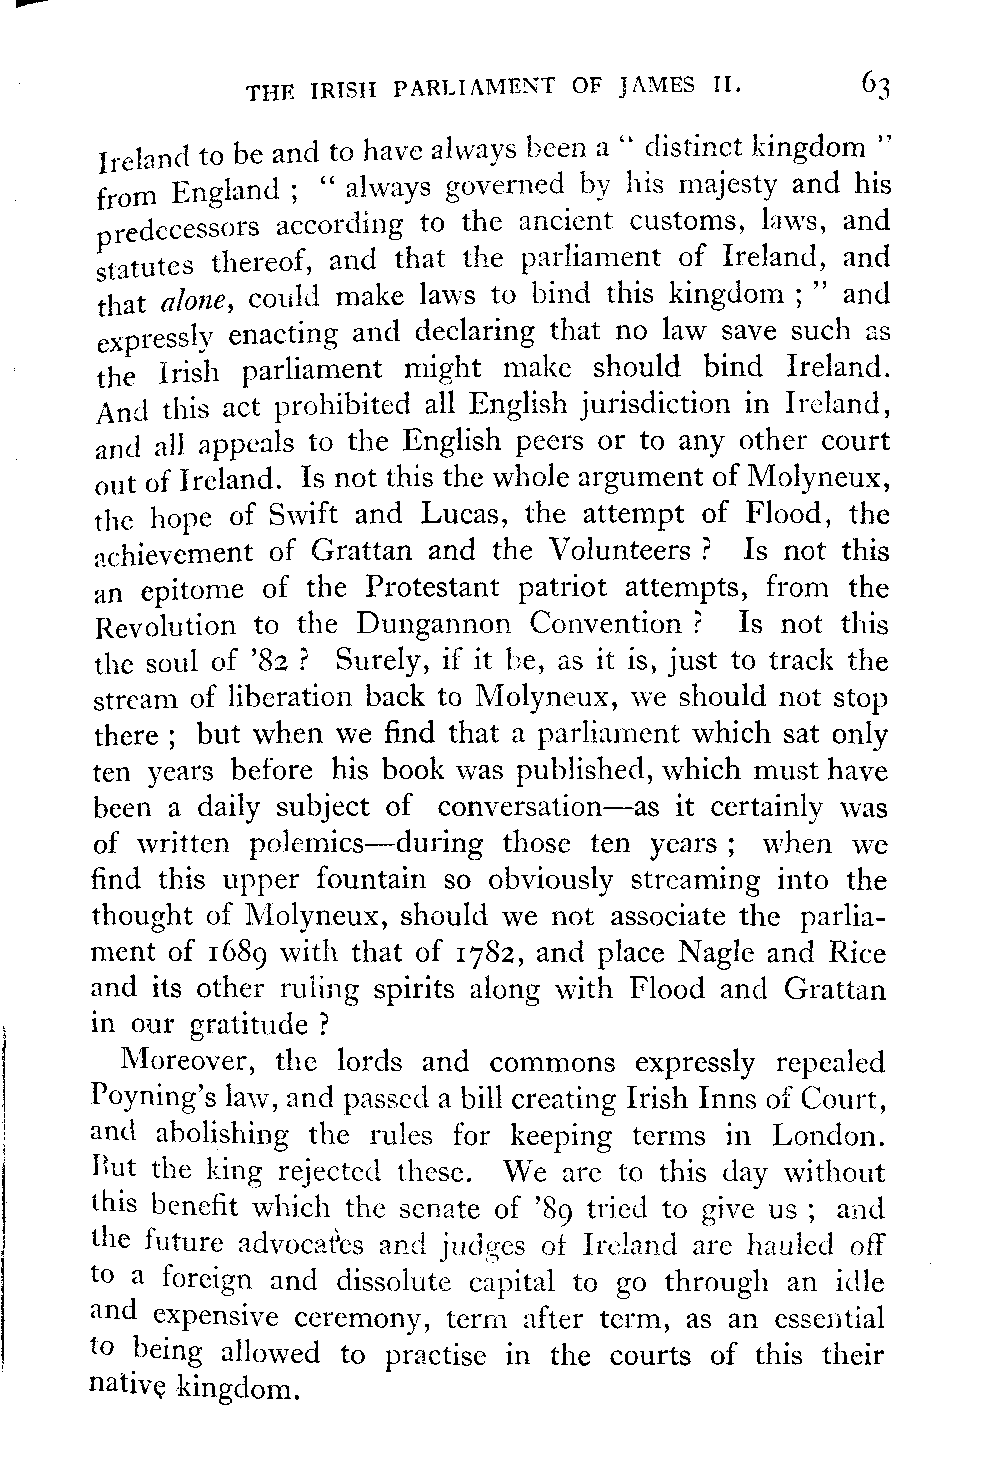 THE IRISH PARLIAMENT OF JAMES II. 63
Ireland to be and to have always been a “ distinct kingdom ”
from England ; “ always governed by his majesty and his
predecessors according to the ancient customs, laws, and
statutes thereof, and that the parliament of Ireland, and
that alone, could make laws to bind this kingdom ; ” and
expressly enacting and declaring that no law save such as
the Irish parliament might make should bind Ireland.
And this act prohibited all English jurisdiction in Ireland,
and all appeals to the English peers or to any other court
out of Ireland. Is not this the whole argument of Molyneux,
the hope of Swift and Lucas, the attempt of Flood, the
achievement of Grattan and the Volunteers ? Is not this
an epitome of the Protestant patriot attempts, from the
Revolution to the Dungannon Convention ? Is not this
the soul of ’82 ? Surely, if it be, as it is, just to track the
stream of liberation back to Molyneux, we should not stop
there ; but when we find that a parliament which sat only
ten years before his book was published, which must have
been a daily subject of conversation—as it certainly was
of written polemics—during those ten years ; when we
find this upper fountain so obviously streaming into the
thought of Molyneux, should we not associate the parlia-
ment of 1689 with that of 1782, and place Nagle and Rice
and its other ruling spirits along with Flood and Grattan
in our gratitude ?
Moreover, the lords and commons expressly repealed
Poyning’s law, and passed a bill creating Irish Inns of Court,
and abolishing the rules for keeping terms in London.
But the king rejected these. We are to this day without
this benefit which the senate of ’89 tried to give us ; and
the future advocates and judges of Ireland are hauled off
to a foreign and dissolute capital to go through an idle
and expensive ceremony, term after term, as an essential
to being allowed to practise in the courts of this their
native kingdom.